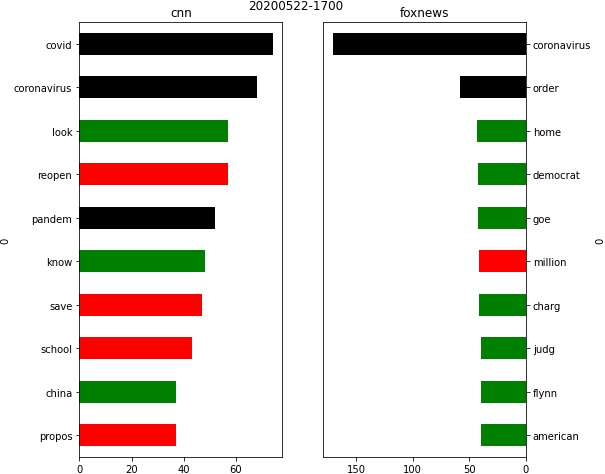 20200522-1700
cnn
foxnews
covid
coronavirus
look
reopen
pandem
know
save
school
china
propos
0
0 20 40 60
coronavirus
order
home
democrat
goe
million
charg
judg
flynn
american
0
150 100 50 0